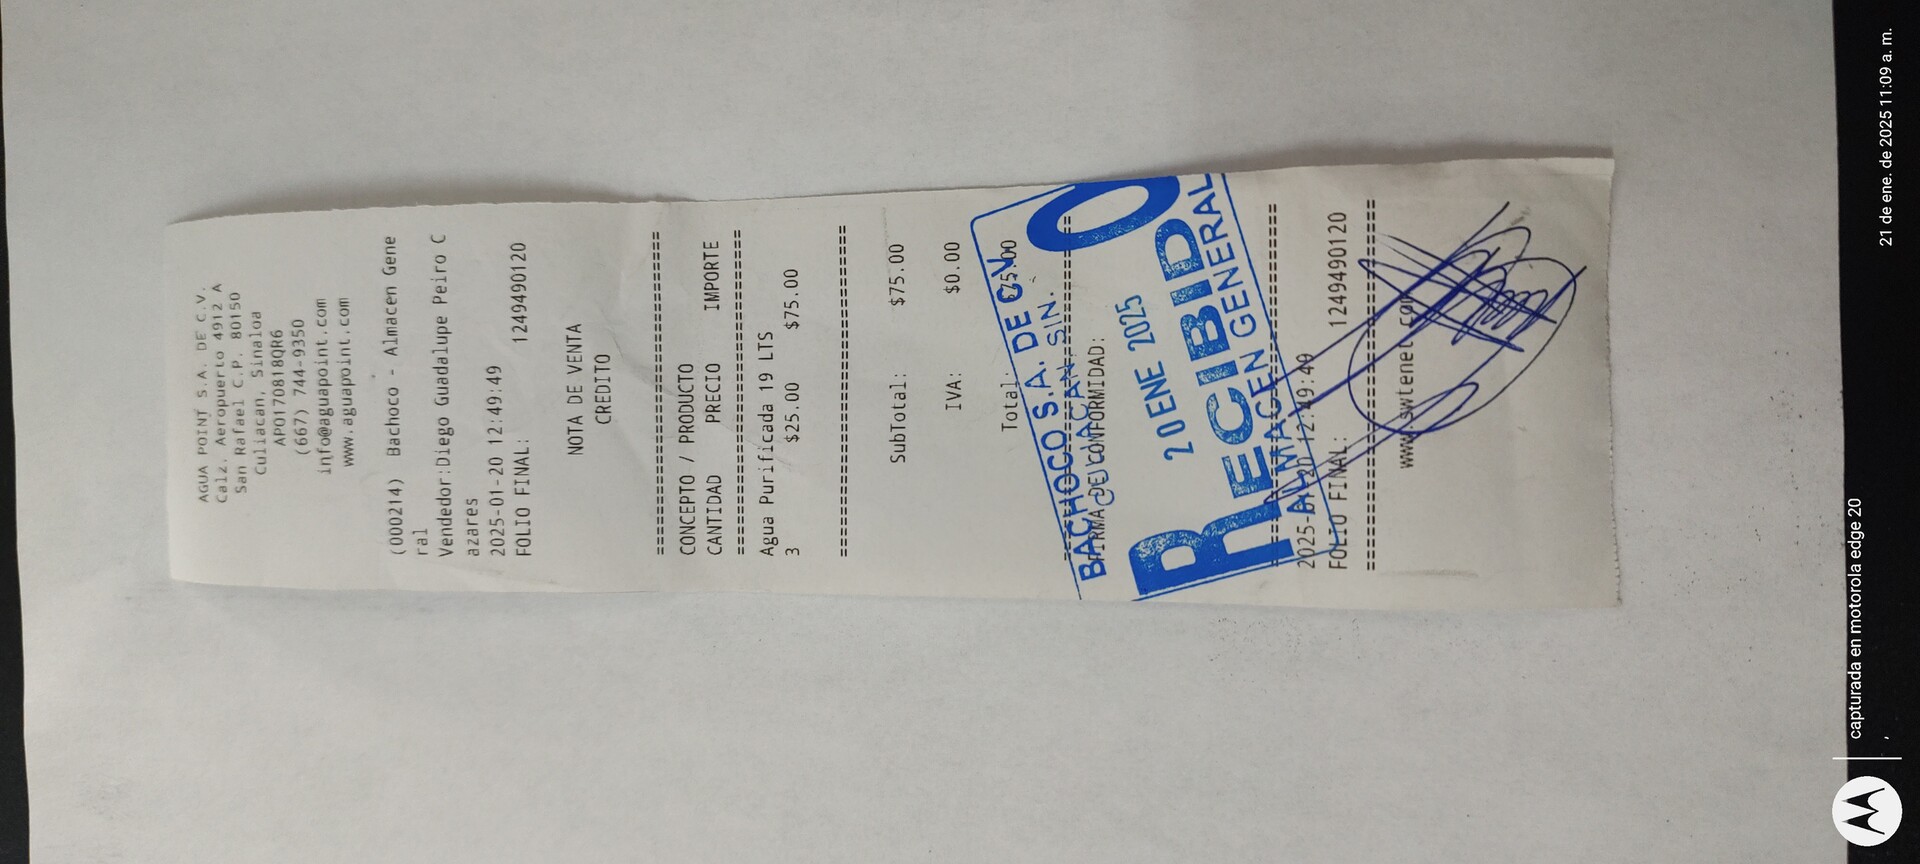 AGUA POINT S.A. DE C.V.
Calz. Aeropuerto 4912 A
San Rafael C.P. 80150
Culiacan, Sinaloa
APO170818QR6
(667) 744-9350
info@aguapoint.com
www.aguapoint.com
(000214) Bachoco - Almacen Gene
ral
Vendedor:Diego Guadalupe Peiro C
azares
2025-01-20 12:49:49
FOLIO FINAL: 1249490120
NOTA DE VENTA
CREDITO
================================
CONCEPTO / PRODUCTO
CANTIDAD PRECIO IMPORTE
================================
Agua Purificada 19 LTS
3 $25.00 $75.00
================================
SubTotal: $75.00
IVA: $0.00
Total: $75.00
================================
FIRMA DE CONFORMIDAD:
BACHOCO S.A. DE C.V.
CULIACAN, SIN.
20 ENE 2025
RECIBIDO
ALMACEN GENERAL
================================
2025-01-20 12:49:49
FOLIO FINAL: 1249490120
================================
www.swtenet.com
capturada en motorola edge 20
21 de ene. de 2025 11:09 a. m.